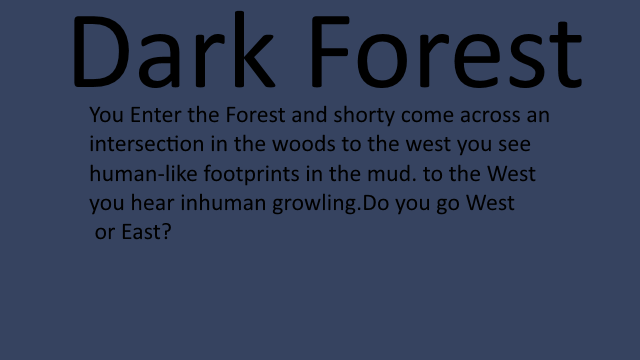 Dark Forest
You Enter the Forest and shorty come across an
intersection in the woods to the west you see
human-like footprints in the mud. to the West
you hear inhuman growling.Do you go West
or East?